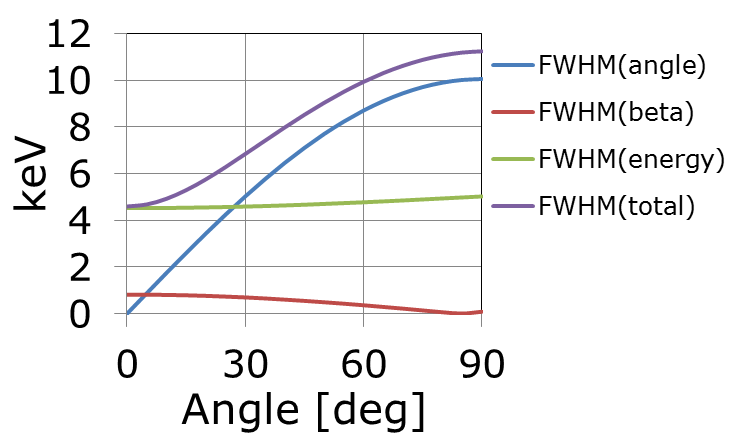 12
10
8
6
4
2
0
keV
0 30 60 90
Angle [deg]
FWHM(angle)
FWHM(beta)
FWHM(energy)
FWHM(total)